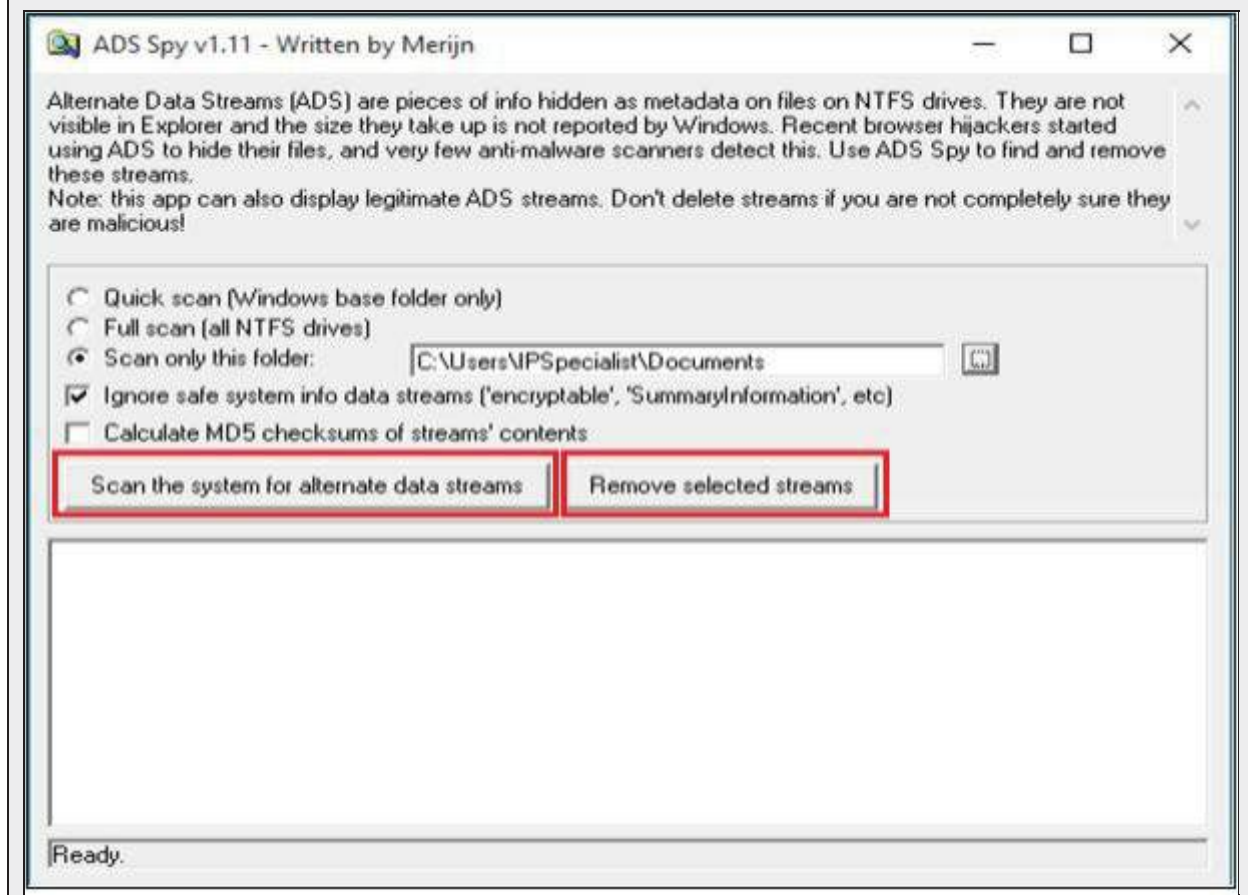 ADS Spy v1.11 - Written by Merijn
Alternate Data Streams (ADS) are pieces of info hidden as metadata on files on NTFS drives. They are not
visible in Explorer and the size they take up is not reported by Windows. Recent browser hijackers started
using ADS to hide their files, and very few anti-malware scanners detect this. Use ADS Spy to find and remove
these streams.
Note: this app can also display legitimate ADS streams. Don't delete streams if you are not completely sure they
are malicious!
Quick scan (Windows base folder only)
Full scan (all NTFS drives)
Scan only this folder: C:\Users\IPSpecialist\Documents
Ignore safe system info data streams ('encryptable', 'SummaryInformation', etc)
Calculate MD5 checksums of streams' contents
Scan the system for alternate data streams Remove selected streams
Ready.